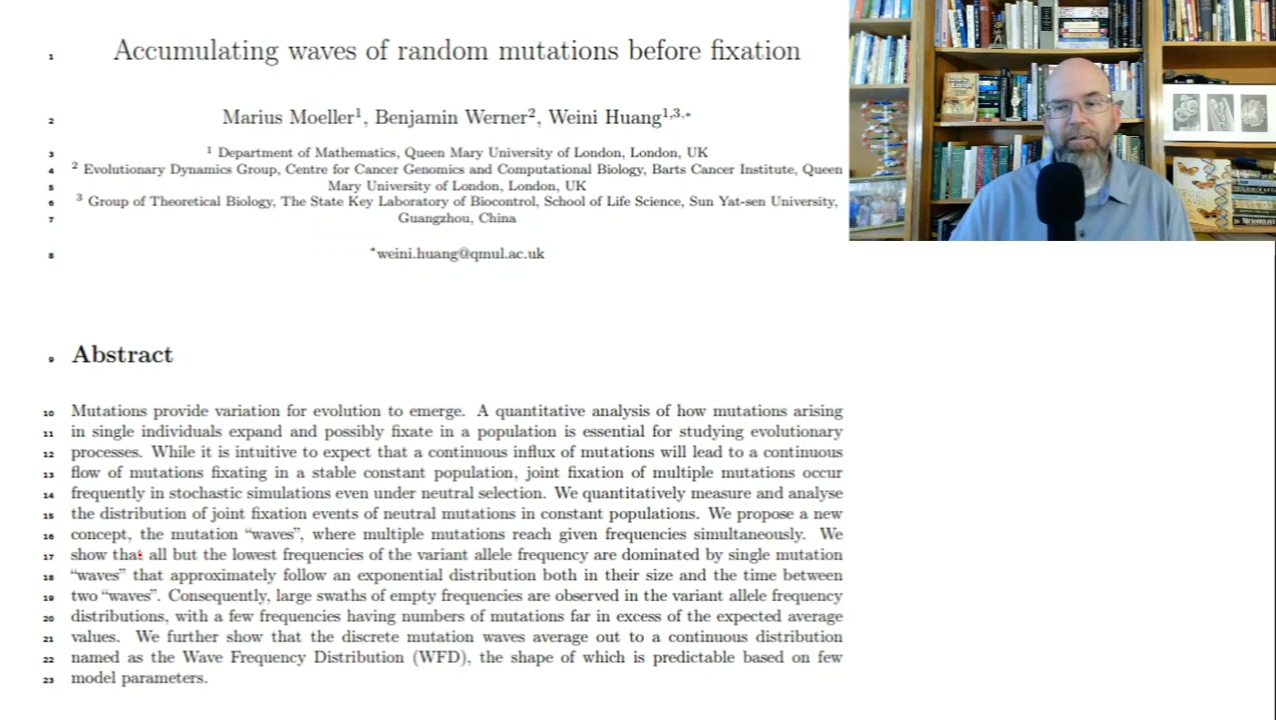 1 Accumulating waves of random mutations before fixation
2 Marius Moeller1, Benjamin Werner2, Weini Huang1,3,*
3 1 Department of Mathematics, Queen Mary University of London, London, UK
4 2 Evolutionary Dynamics Group, Centre for Cancer Genomics and Computational Biology, Barts Cancer Institute, Queen
5 Mary University of London, London, UK
6 3 Group of Theoretical Biology, The State Key Laboratory of Biocontrol, School of Life Science, Sun Yat-sen University,
7 Guangzhou, China
8 *weini.huang@qmul.ac.uk
9 Abstract
10 Mutations provide variation for evolution to emerge. A quantitative analysis of how mutations arising
11 in single individuals expand and possibly fixate in a population is essential for studying evolutionary
12 processes. While it is intuitive to expect that a continuous influx of mutations will lead to a continuous
13 flow of mutations fixating in a stable constant population, joint fixation of multiple mutations occur
14 frequently in stochastic simulations even under neutral selection. We quantitatively measure and analyse
15 the distribution of joint fixation events of neutral mutations in constant populations. We propose a new
16 concept, the mutation “waves”, where multiple mutations reach given frequencies simultaneously. We
17 show that all but the lowest frequencies of the variant allele frequency are dominated by single mutation
18 “waves” that approximately follow an exponential distribution both in their size and the time between
19 two “waves”. Consequently, large swaths of empty frequencies are observed in the variant allele frequency
20 distributions, with a few frequencies having numbers of mutations far in excess of the expected average
21 values. We further show that the discrete mutation waves average out to a continuous distribution
22 named as the Wave Frequency Distribution (WFD), the shape of which is predictable based on few
23 model parameters.